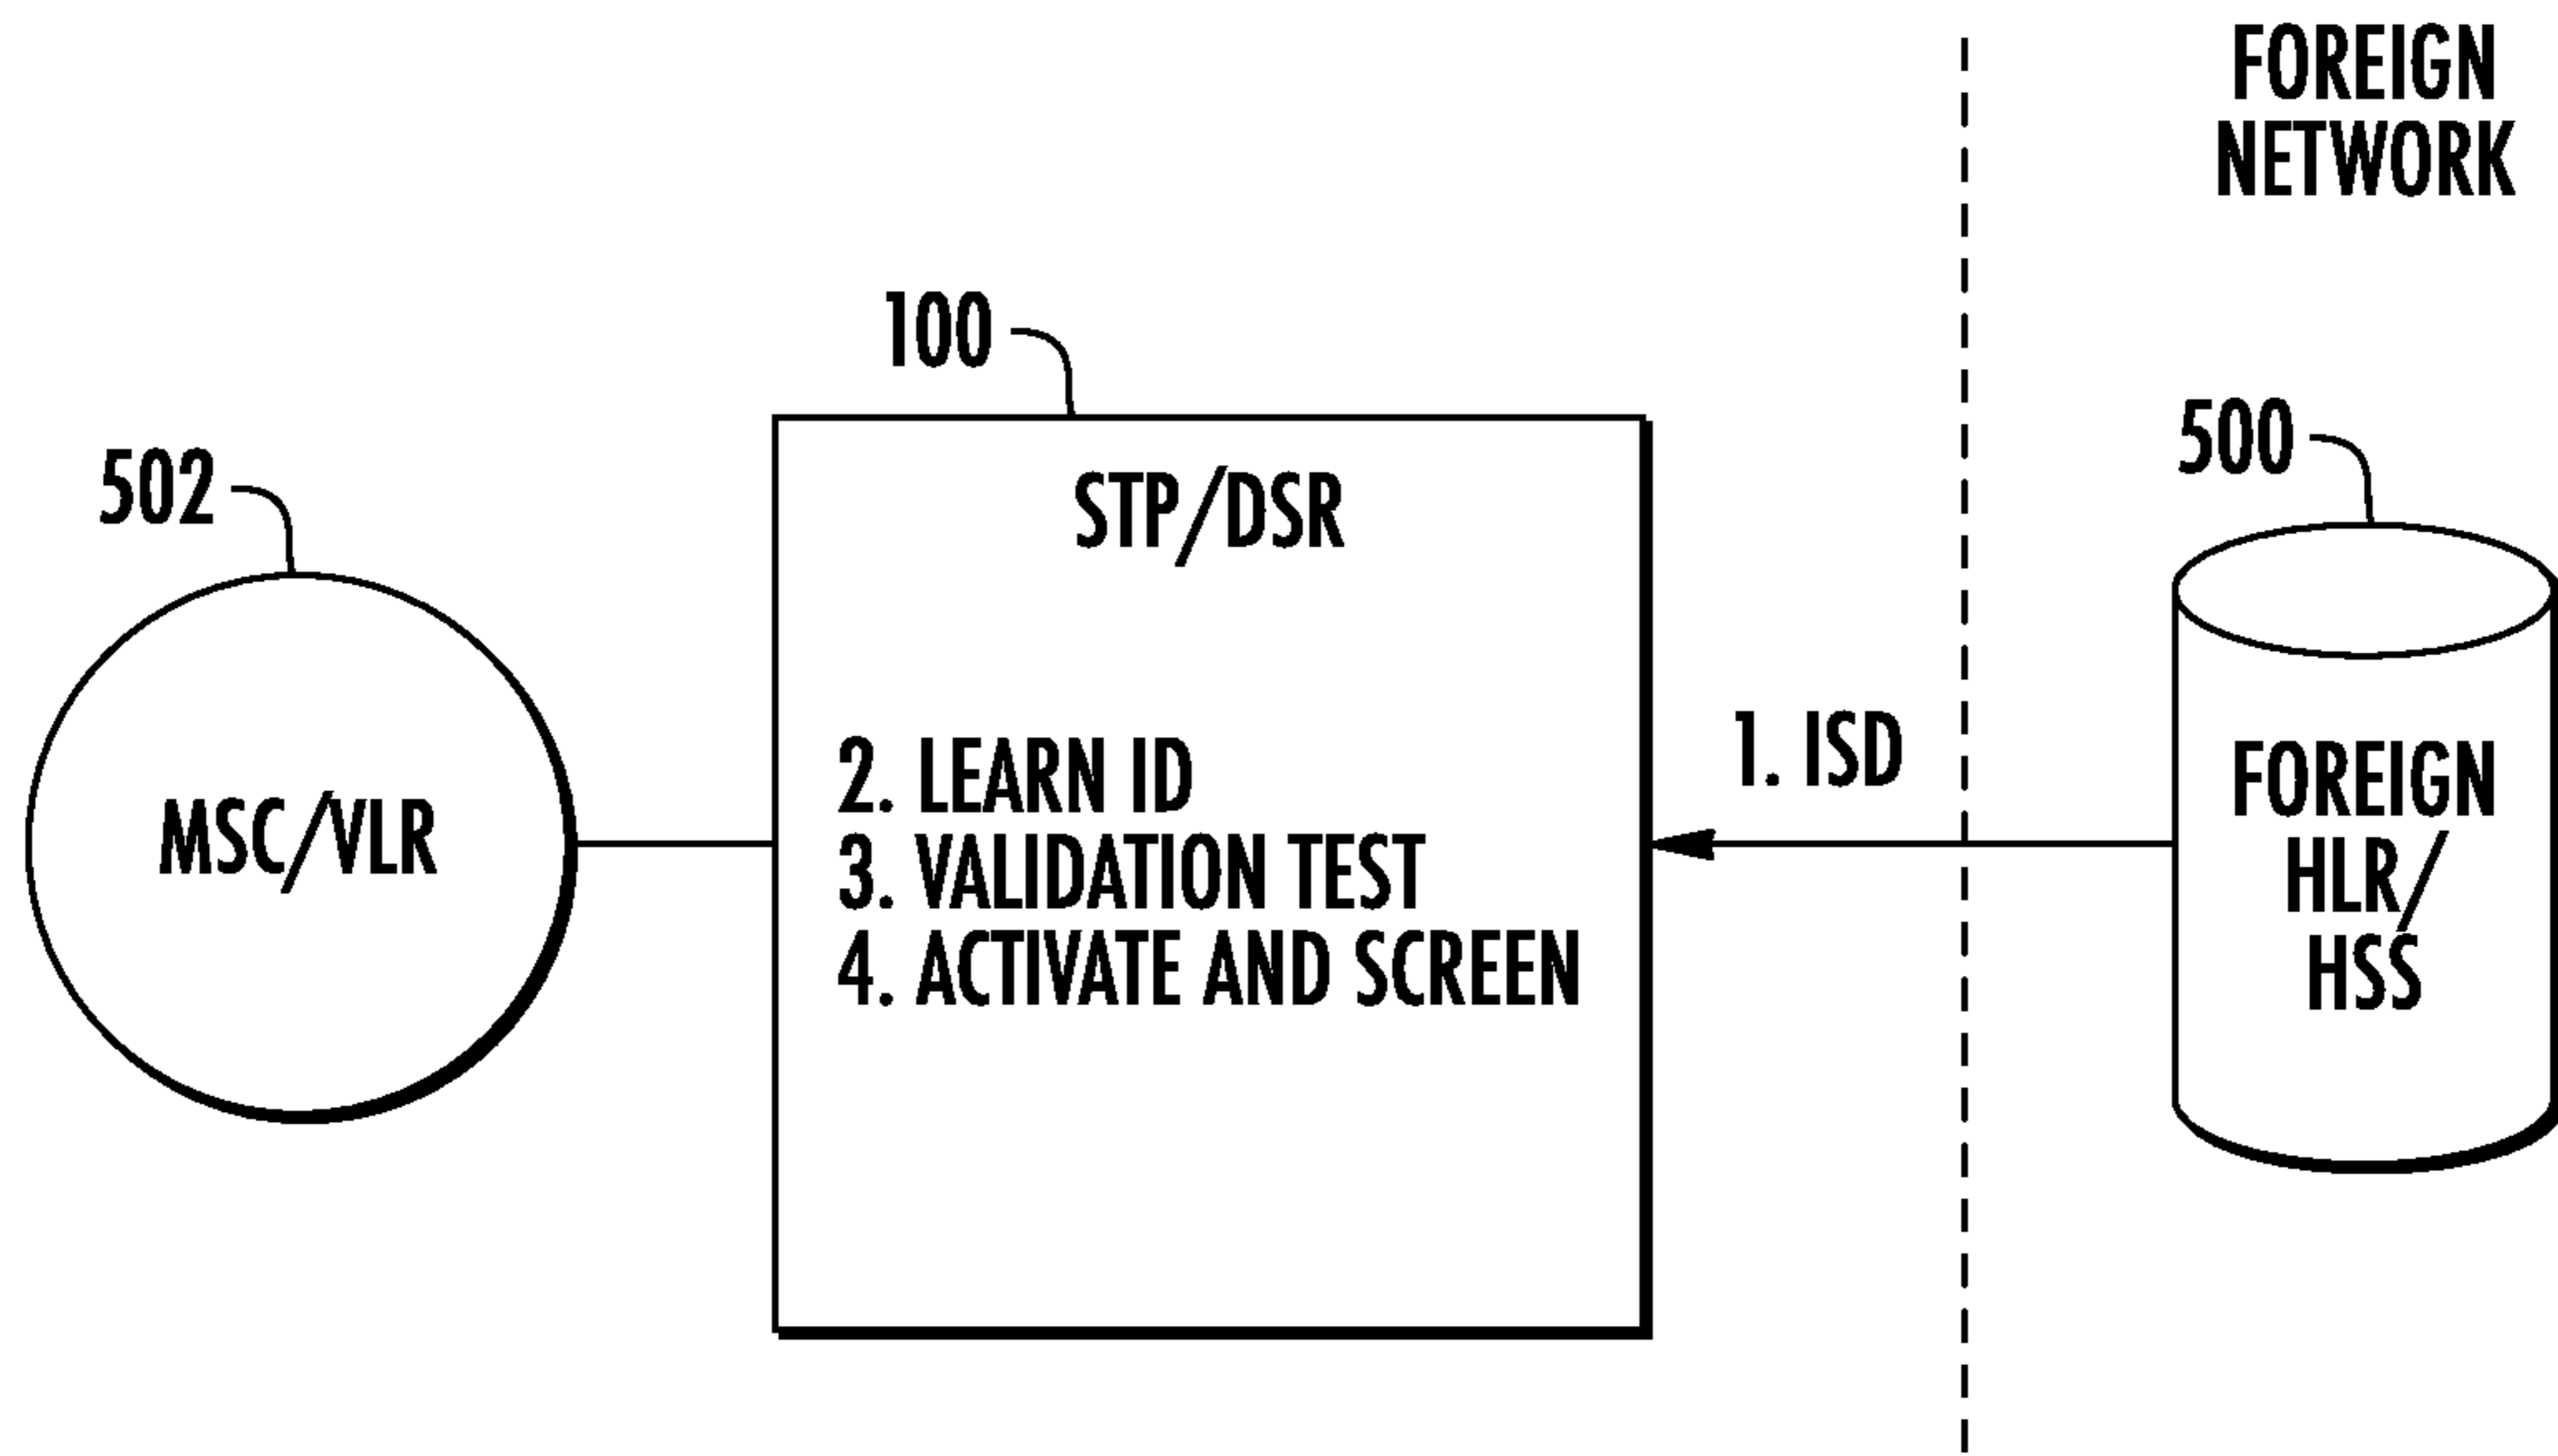 FOREIGN
NETWORK
100
500
502
STP/DSR
1. ISD
2. LEARN ID
3. VALIDATION TEST
4. ACTIVATE AND SCREEN
MSC/VLR
FOREIGN
HLR/
HSS